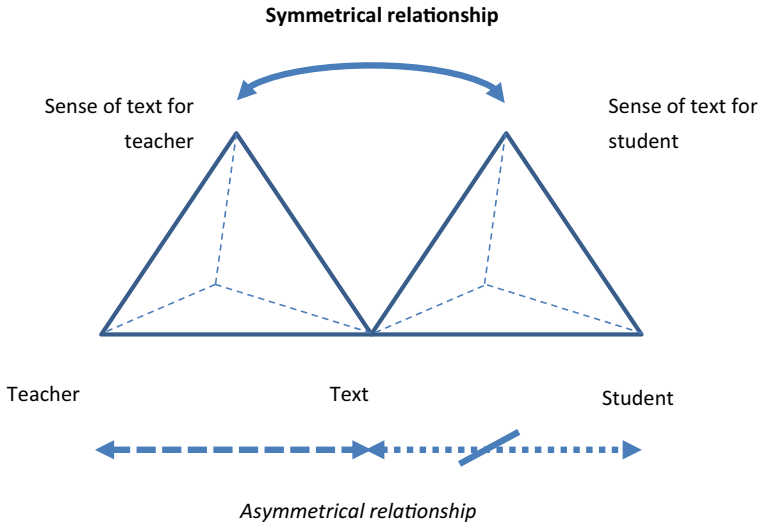 Symmetrical relationship
Sense of text for
teacher
Sense of text for
student
Teacher
Text
Student
Asymmetrical relationship